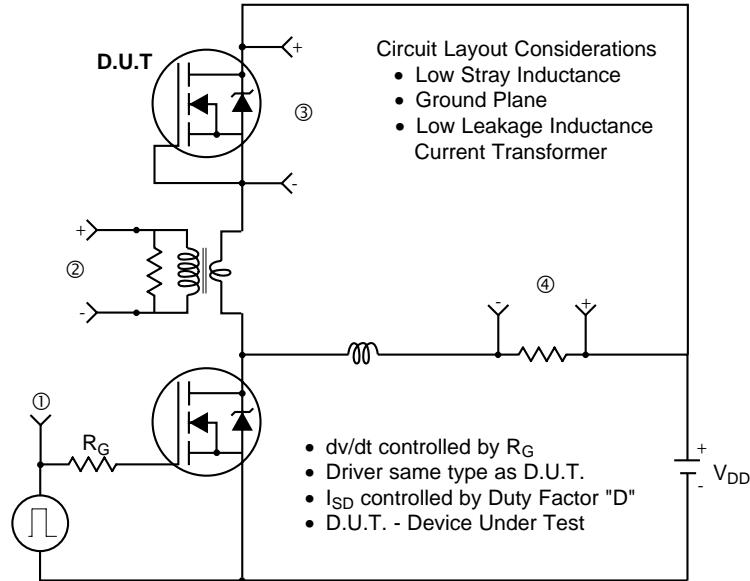 D.U.T
+
-
③
Circuit Layout Considerations
• Low Stray Inductance
• Ground Plane
• Low Leakage Inductance
Current Transformer
+
②
-
④
-
+
①
R_G
• dv/dt controlled by R_G
• Driver same type as D.U.T.
• I_SD controlled by Duty Factor "D"
• D.U.T. - Device Under Test
+
V_DD
-